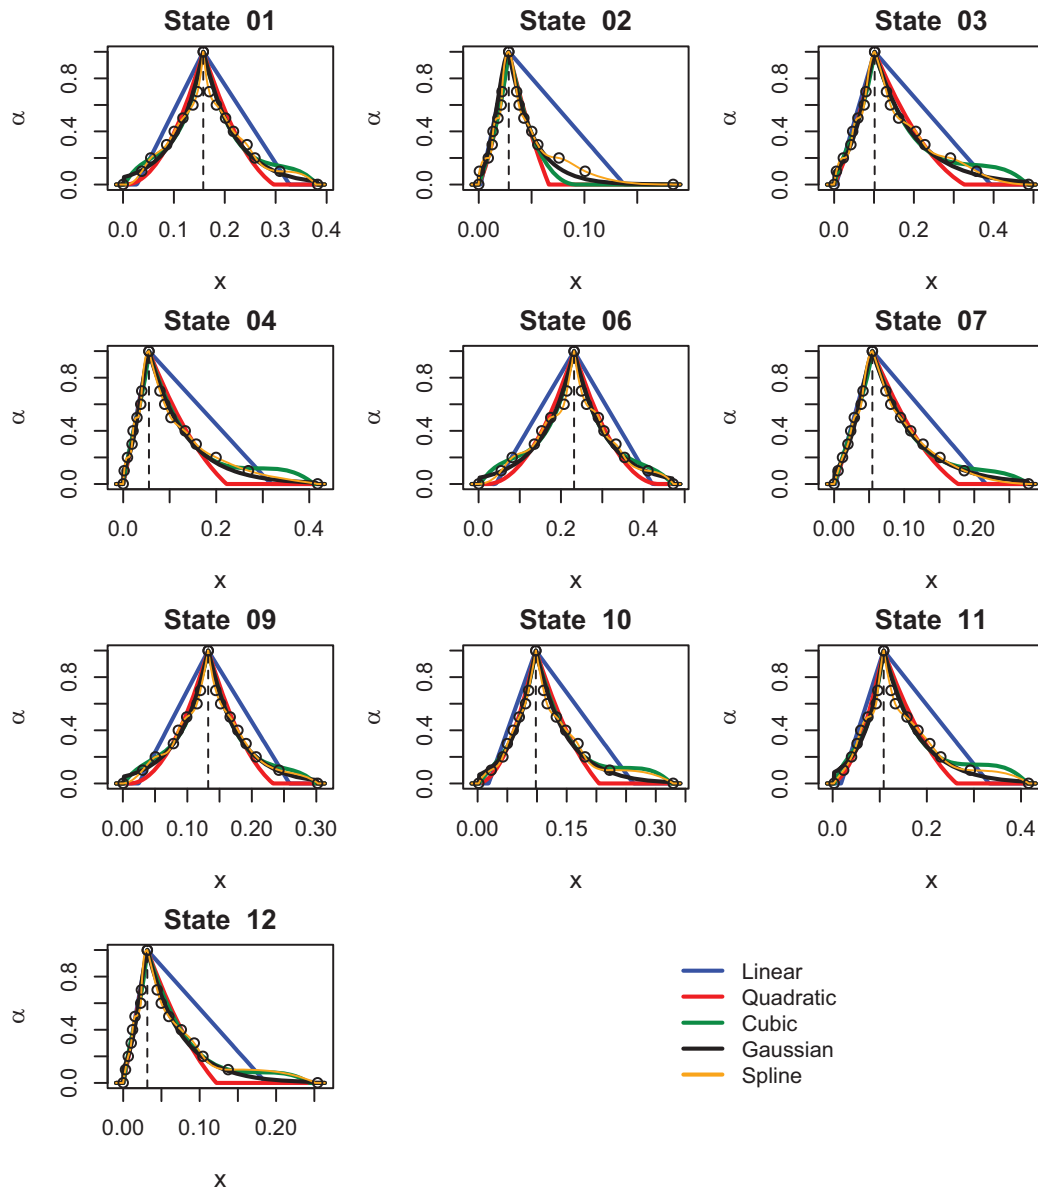 State 01
State 02
State 03
α
0.0 0.4 0.8
0.0 0.1 0.2 0.3 0.4
x
α
0.0 0.4 0.8
0.00 0.10
x
α
0.0 0.4 0.8
0.0 0.2 0.4
x
State 04
State 06
State 07
α
0.0 0.4 0.8
0.0 0.2 0.4
x
α
0.0 0.4 0.8
0.0 0.2 0.4
x
α
0.0 0.4 0.8
0.00 0.10 0.20
x
State 09
State 10
State 11
α
0.0 0.4 0.8
0.00 0.10 0.20 0.30
x
α
0.0 0.4 0.8
0.00 0.15 0.30
x
α
0.0 0.4 0.8
0.0 0.2 0.4
x
State 12
α
0.0 0.4 0.8
0.00 0.10 0.20
x
Linear
Quadratic
Cubic
Gaussian
Spline